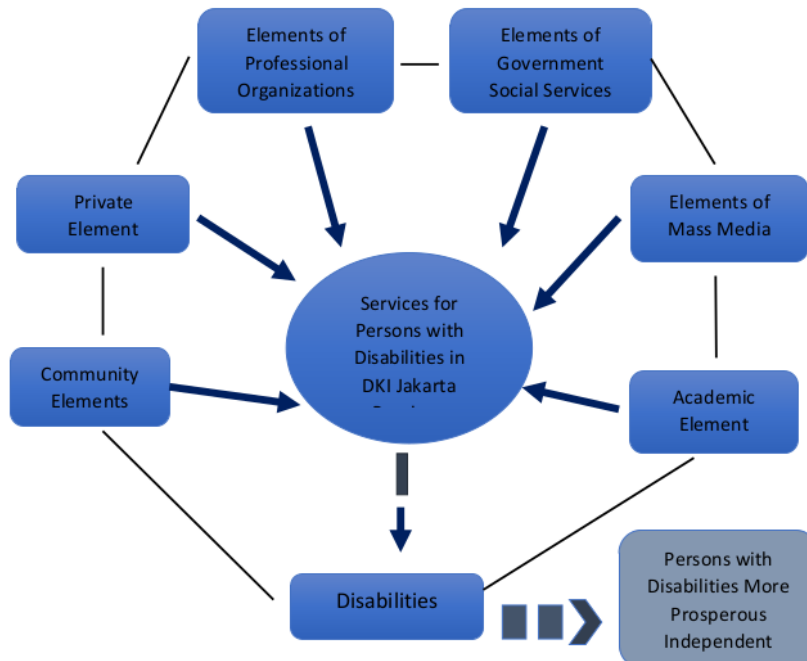 Elements of
Professional
Organizations
Elements of
Government
Social Services
Private
Element
Elements of
Mass Media
Services for
Persons with
Disabilities in
DKI Jakarta
Community
Elements
Academic
Element
Disabilities
Persons with
Disabilities More
Prosperous
Independent